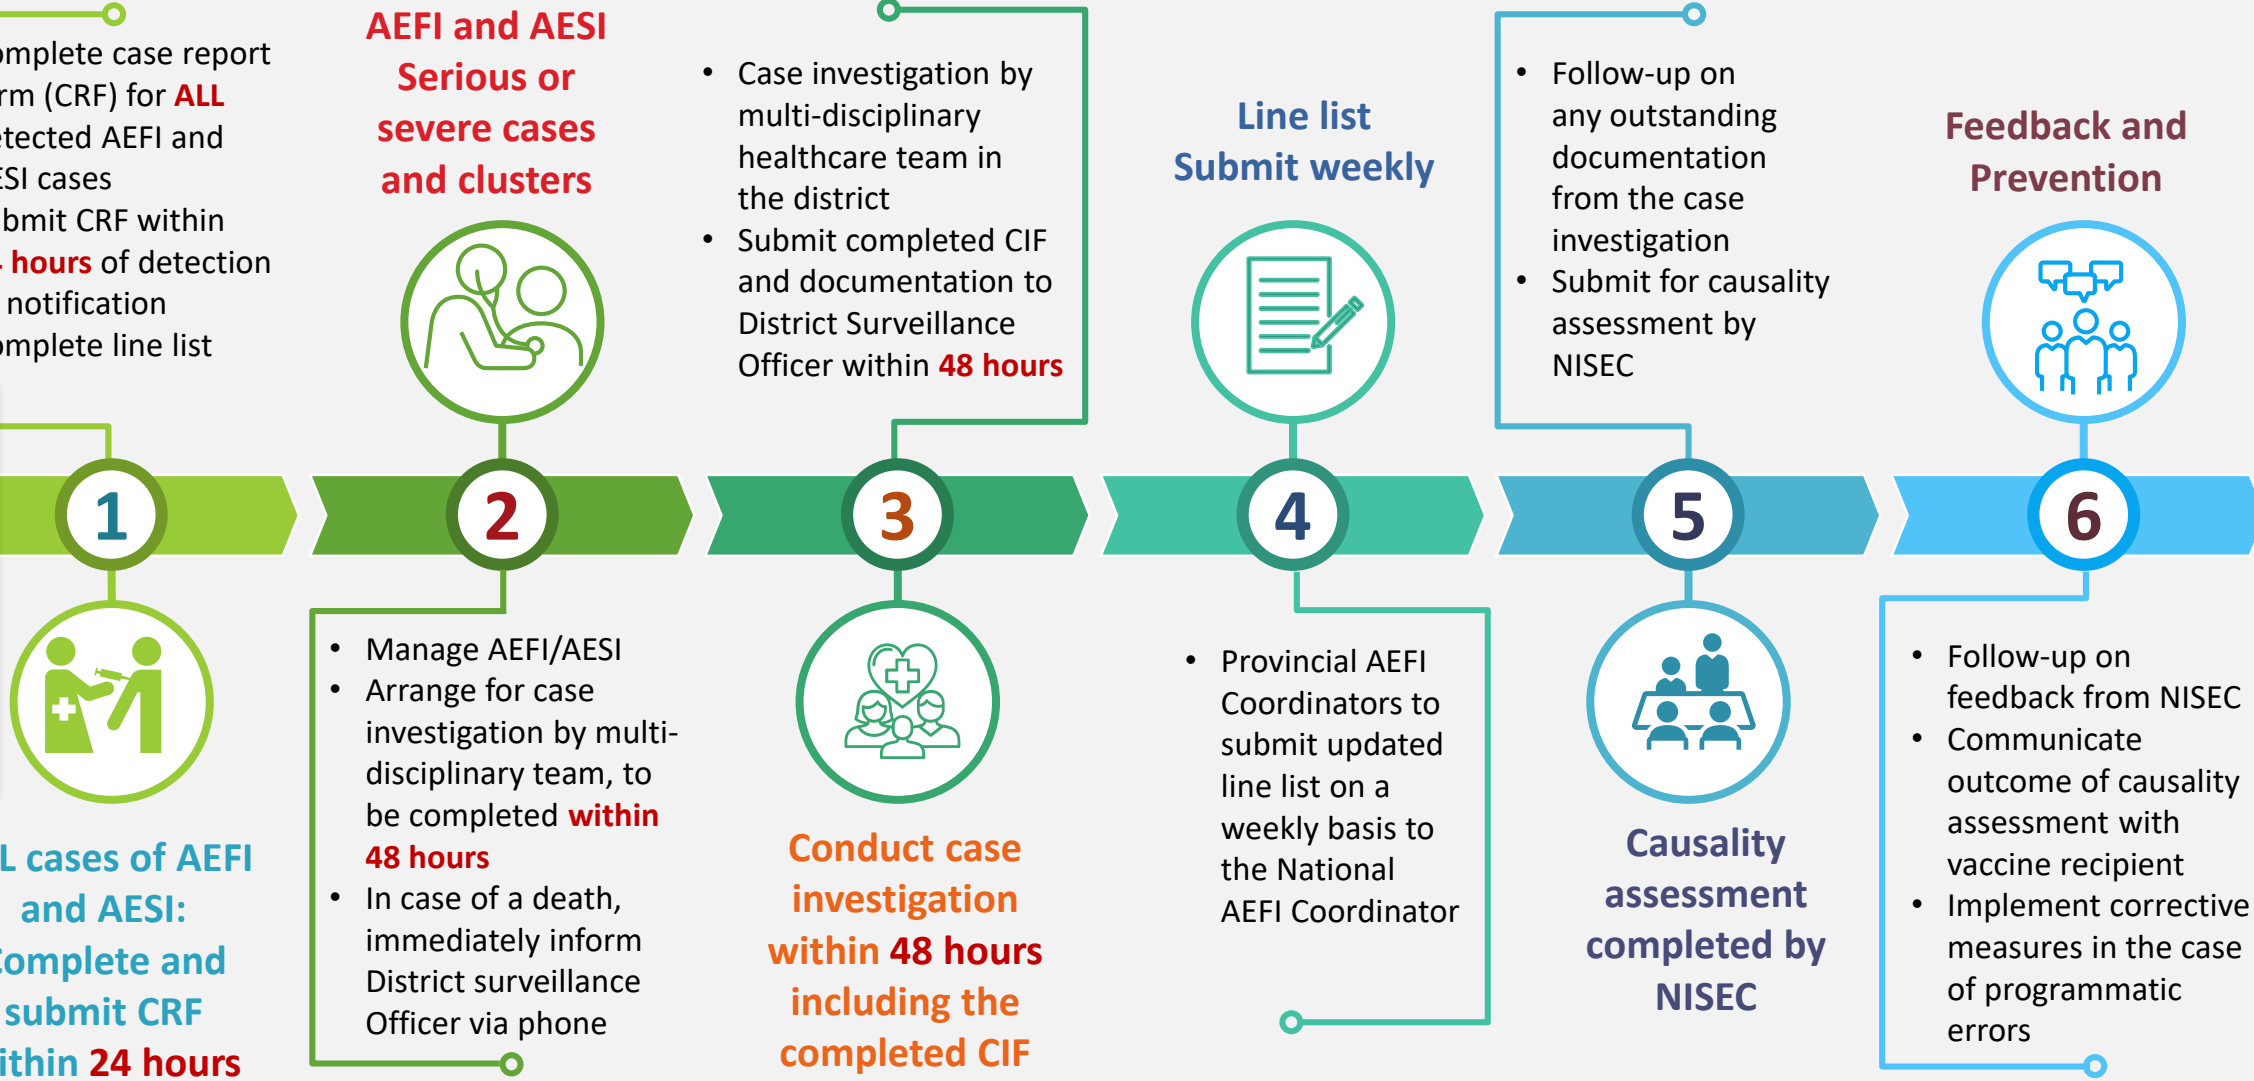 omplete case report
rm (CRF) for ALL
etected AEFI and
ESI cases
bmit CRF within
4 hours of detection
notification
omplete line list
1
L cases of AEFI
and AESI:
Complete and
submit CRF
ithin 24 hours
AEFI and AESI
Serious or
severe cases
and clusters
2
• Manage AEFI/AESI
• Arrange for case
investigation by multi-
disciplinary team, to
be completed within
48 hours
• In case of a death,
immediately inform
District surveillance
Officer via phone
• Case investigation by
multi-disciplinary
healthcare team in
the district
• Submit completed CIF
and documentation to
District Surveillance
Officer within 48 hours
3
Conduct case
investigation
within 48 hours
including the
completed CIF
Line list
Submit weekly
4
• Provincial AEFI
Coordinators to
submit updated
line list on a
weekly basis to
the National
AEFI Coordinator
• Follow-up on
any outstanding
documentation
from the case
investigation
• Submit for causality
assessment by
NISEC
5
Causality
assessment
completed by
NISEC
Feedback and
Prevention
6
• Follow-up on
feedback from NISEC
• Communicate
outcome of causality
assessment with
vaccine recipient
• Implement corrective
measures in the case
of programmatic
errors